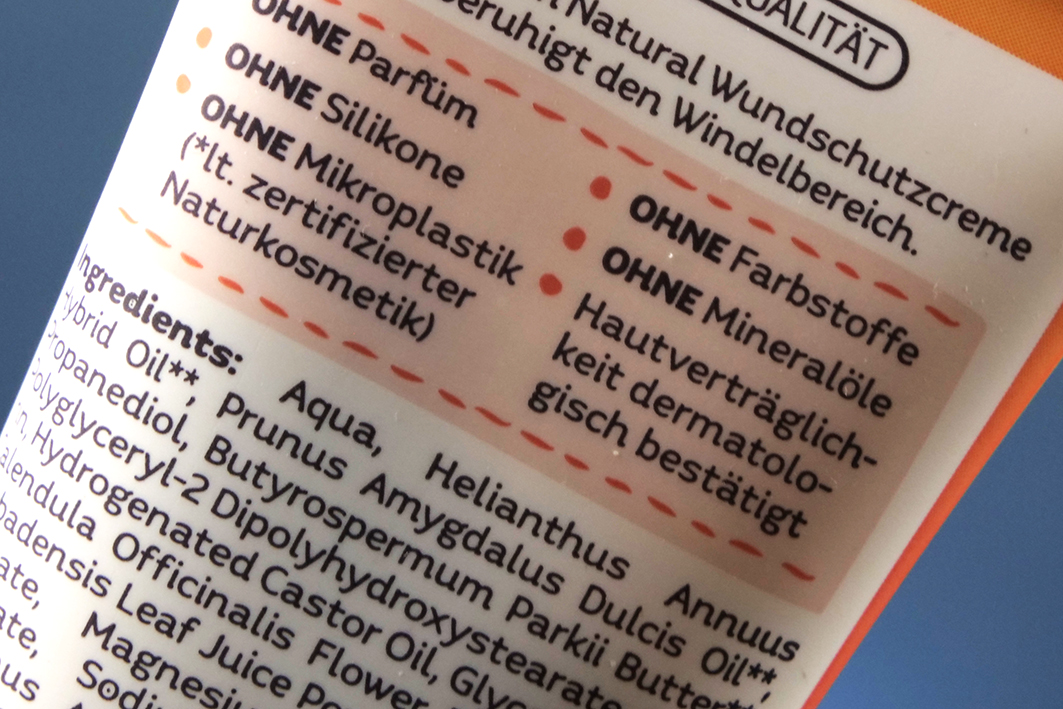 QUALITÄT
Natural Wundschutzcreme
beruhigt den Windelbereich.
OHNE Parfüm
OHNE Silikone
OHNE Mikroplastik
(*lt. zertifizierter
Naturkosmetik)
OHNE Farbstoffe
OHNE Mineralöle
Hautverträglich-
keit dermatolo-
gisch bestätigt
Ingredients: Aqua, Helianthus Annuus
Hybrid Oil**, Prunus Amygdalus Dulcis Oil**,
Propanediol, Butyrospermum Parkii Butter**
Polyglyceryl-2 Dipolyhydroxystearate
Hydrogenated Castor Oil,
Calendula Officinalis Flower
Leaf Juice
Magnesium